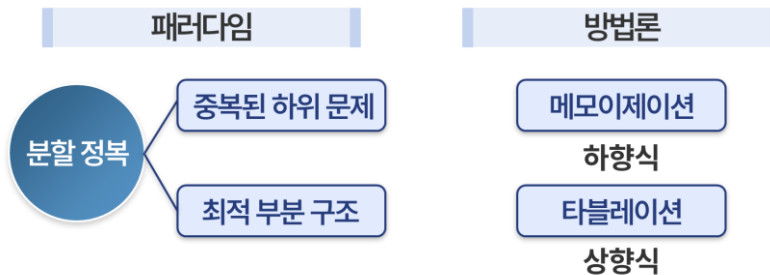 패러다임
방법론
분할 정복
중복된 하위 문제
최적 부분 구조
메모이제이션
하향식
타블레이션
상향식